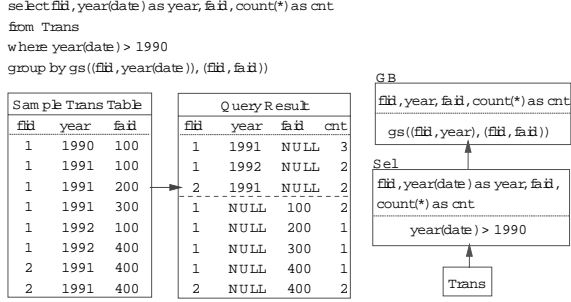 select flid, year(date) as year, faid, count(*) as cnt
from Trans
where year(date) > 1990
group by gs((flid, year(date)), (flid, faid))
Sample Trans Table
flid year faid
1 1990 100
1 1991 100
1 1991 200
1 1991 300
1 1992 100
1 1992 400
2 1991 400
2 1991 400
Query Result
flid year faid cnt
1 1991 NULL 3
1 1992 NULL 2
2 1991 NULL 2
1 NULL 100 2
1 NULL 200 1
1 NULL 300 1
1 NULL 400 1
2 NULL 400 2
GB
flid, year, faid, count(*) as cnt
gs((flid, year), (flid, faid))
Sel
flid, year(date) as year, faid,
count(*) as cnt
year(date) > 1990
Trans